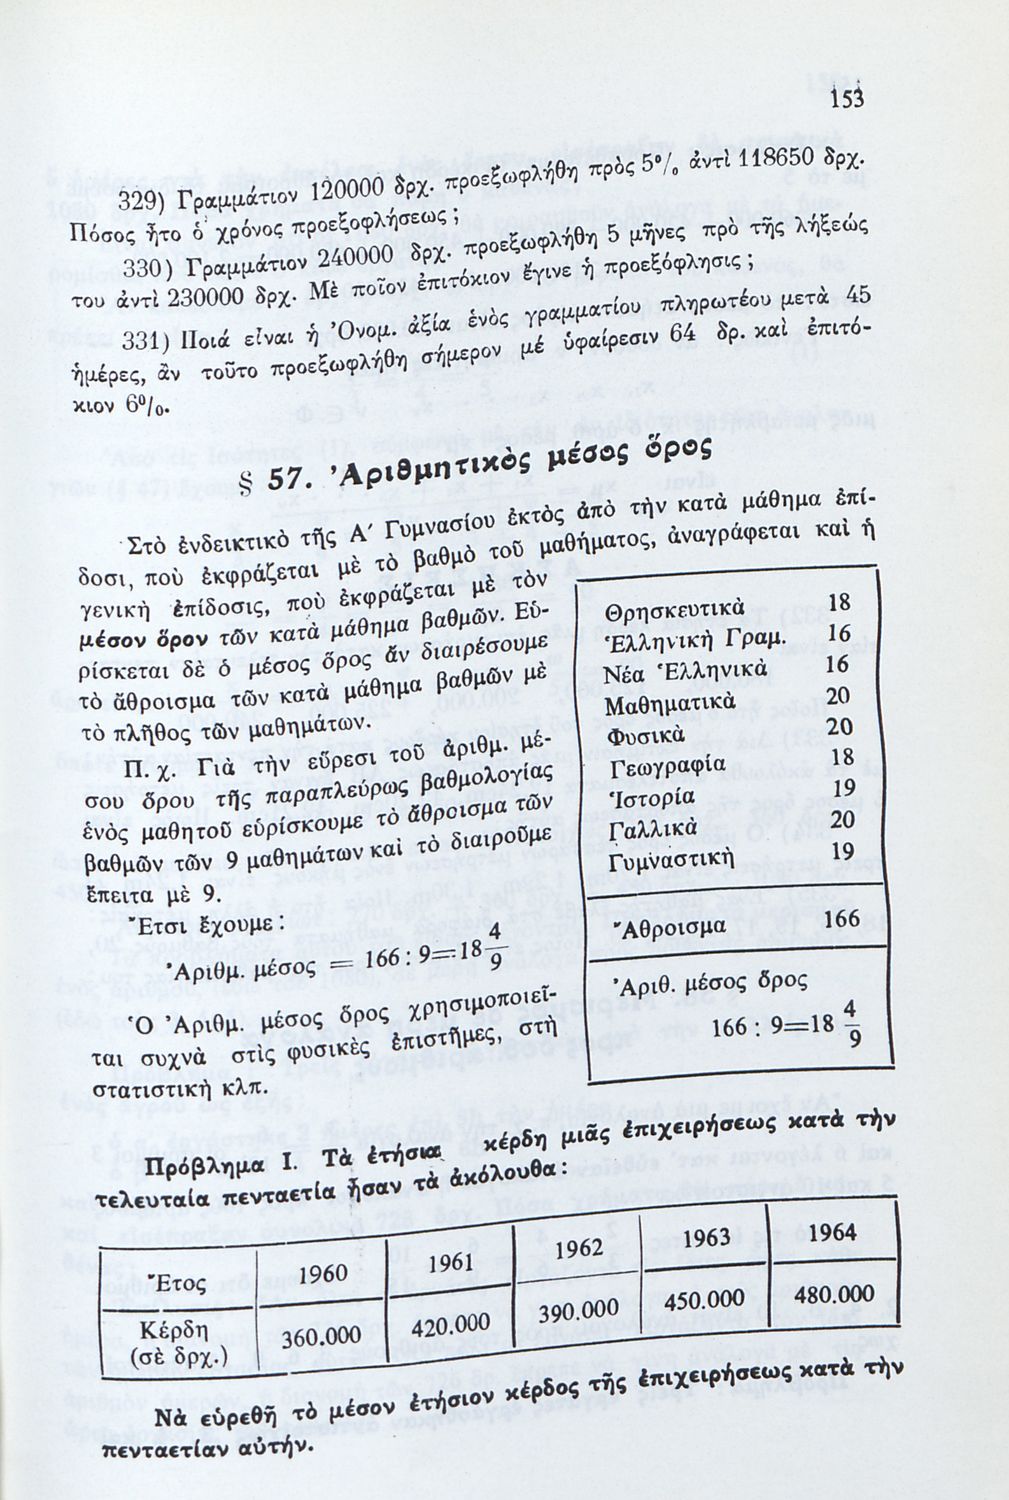 153
329) Γραμμάτιον 120000 δρχ. προεξωφλήθη πρὸς 5°/₀ ἀντὶ 118650 δρχ.
Πόσος ἦτο ὁ χρόνος προεξοφλήσεως ;
330) Γραμμάτιον 240000 δρχ. προεξωφλήθη 5 μῆνες πρὸ τῆς λήξεώς
του ἀντὶ 230000 δρχ. Μὲ ποῖον ἐπιτόκιον ἔγινε ἡ προεξόφλησις ;
331) Ποιά εἶναι ἡ Ὀνομ. ἀξία ἑνὸς γραμματίου πληρωτέου μετὰ 45
ἡμέρες, ἂν τοῦτο προεξωφλήθη σήμερον μέ ὑφαίρεσιν 64 δρ. καὶ ἐπιτό-
κιον 6⁰/₀.
§ 57. Ἀριθμητικὸς μέσος ὅρος
Στὸ ἐνδεικτικὸ τῆς Α′ Γυμνασίου ἐκτὸς ἀπὸ τὴν κατὰ μάθημα ἐπί-
δοσι, ποὺ ἐκφράζεται μὲ τὸ βαθμὸ τοῦ μαθήματος, ἀναγράφεται καὶ ἡ
γενικὴ ἐπίδοσις, ποὺ ἐκφράζεται μὲ τὸν
μέσον ὅρον τῶν κατὰ μάθημα βαθμῶν. Εὑ-
ρίσκεται δὲ ὁ μέσος ὅρος ἂν διαιρέσουμε
τὸ ἄθροισμα τῶν κατὰ μάθημα βαθμῶν μὲ
τὸ πλῆθος τῶν μαθημάτων.
Π. χ. Γιὰ τὴν εὕρεσι τοῦ ἀριθμ. μέ-
σου ὅρου τῆς παραπλεύρως βαθμολογίας
ἑνὸς μαθητοῦ εὑρίσκουμε τὸ ἄθροισμα τῶν
βαθμῶν τῶν 9 μαθημάτων καὶ τὸ διαιροῦμε
ἔπειτα μὲ 9.
Ἔτσι ἔχουμε :
Ἀριθμ. μέσος = 166 : 9=18 4/9
Ὁ Ἀριθμ. μέσος ὅρος χρησιμοποιεῖ-
ται συχνὰ στὶς φυσικὲς ἐπιστῆμες, στὴ
στατιστικὴ κλπ.
Θρησκευτικὰ 18
Ἑλληνικὴ Γραμ. 16
Νέα Ἑλληνικὰ 16
Μαθηματικὰ 20
Φυσικὰ 20
Γεωγραφία 18
Ἱστορία 19
Γαλλικὰ 20
Γυμναστικὴ 19
Ἄθροισμα 166
Ἀριθ. μέσος ὅρος
166 : 9=18 4/9
Πρόβλημα Ι. Τὰ ἐτήσια κέρδη μιᾶς ἐπιχειρήσεως κατὰ τὴν
τελευταία πενταετία ἦσαν τὰ ἀκόλουθα :
Ἔτος 1960 1961 1962 1963 1964
Κέρδη 360.000 420.000 390.000 450.000 480.000
(σὲ δρχ.)
Νὰ εὑρεθῆ τὸ μέσον ἐτήσιον κέρδος τῆς ἐπιχειρήσεως κατὰ τὴν
πενταετίαν αὐτήν.